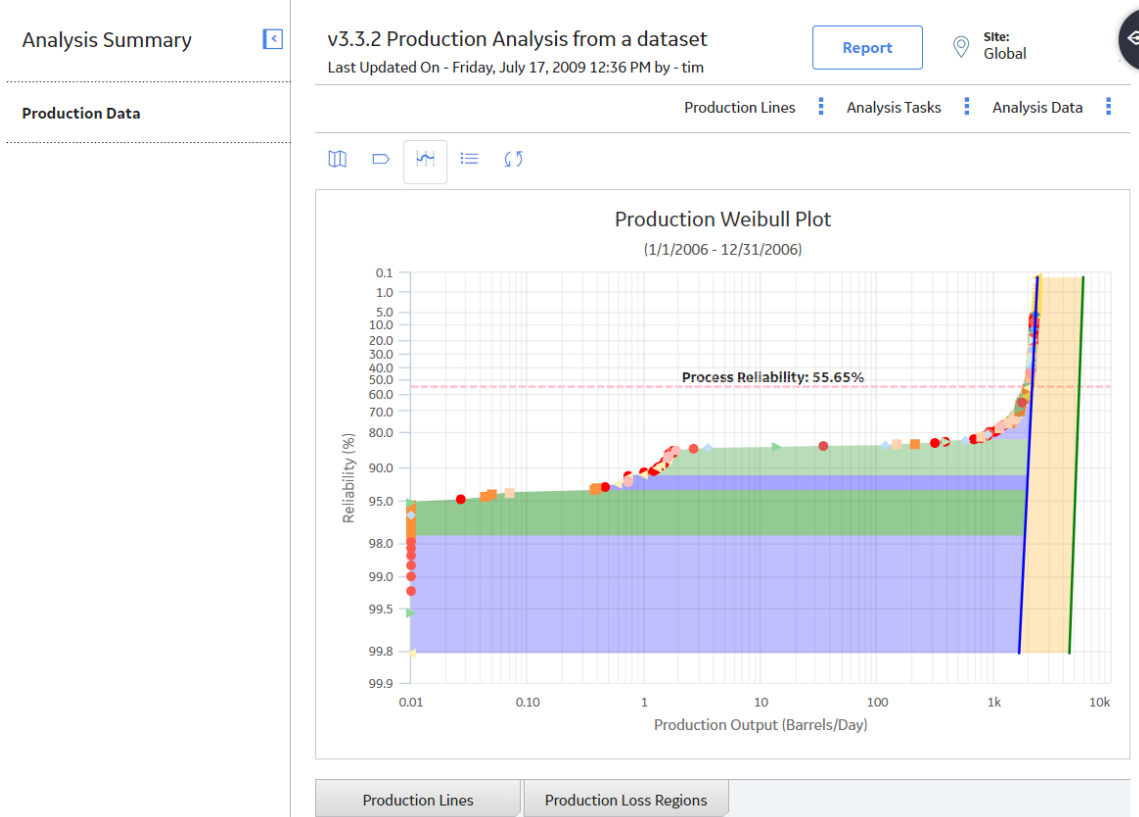 Analysis Summary
Production Data
v3.3.2 Production Analysis from a dataset
Last Updated On - Friday, July 17, 2009 12:36 PM by - tim
Report
Site:
Global
Production Lines
Analysis Tasks
Analysis Data
Production Weibull Plot
(1/1/2006 - 12/31/2006)
0.1
1.0
5.0
10.0
20.0
30.0
40.0
50.0
60.0
70.0
80.0
90.0
95.0
98.0
99.0
99.5
99.8
99.9
Reliability (%)
Process Reliability: 55.65%
0.01
0.10
1
10
100
1k
10k
Production Output (Barrels/Day)
Production Lines
Production Loss Regions